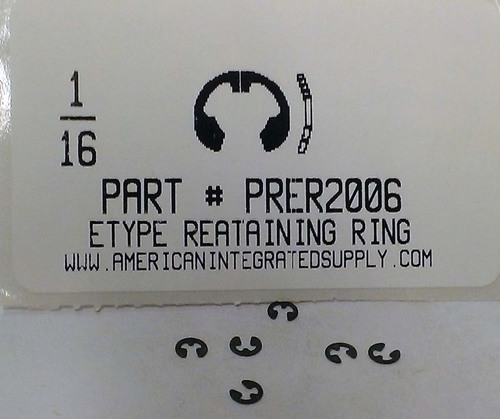 1
16
PART # PRER2006
ETYPE REATAINING RING
WWW.AMERICANINTEGRATEDSUPPLY.COM